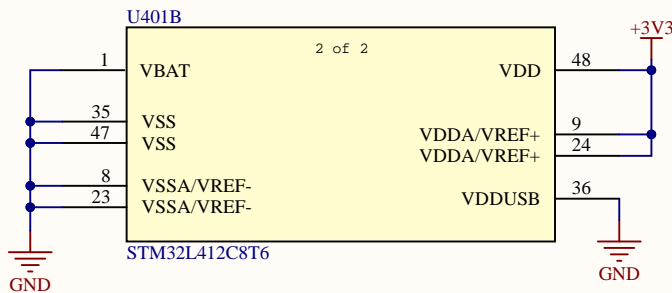 U401B
2 of 2
+3V3
1 VBAT VDD 48
35 VSS
47 VSS
VDDA/VREF+ 9
VDDA/VREF+ 24
8 VSSA/VREF-
23 VSSA/VREF-
VDDUSB 36
STM32L412C8T6
GND
GND